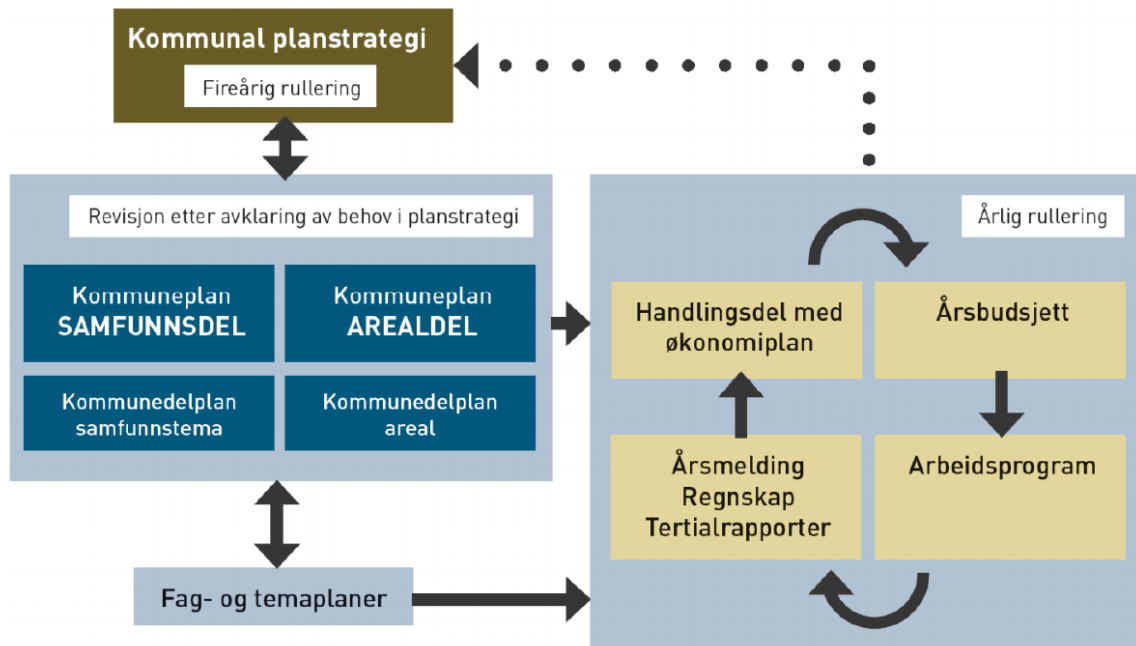 Kommunal planstrategi
Fireårig rullering
Revisjon etter avklaring av behov i planstrategi
Kommuneplan
SAMFUNNSDEL
Kommuneplan
AREALDEL
Kommunedelplan
samfunnstema
Kommunedelplan
areal
Fag- og temaplaner
Årlig rullering
Handlingsdel med
økonomiplan
Årsbudsjett
Årsmelding
Regnskap
Tertialrapporter
Arbeidsprogram